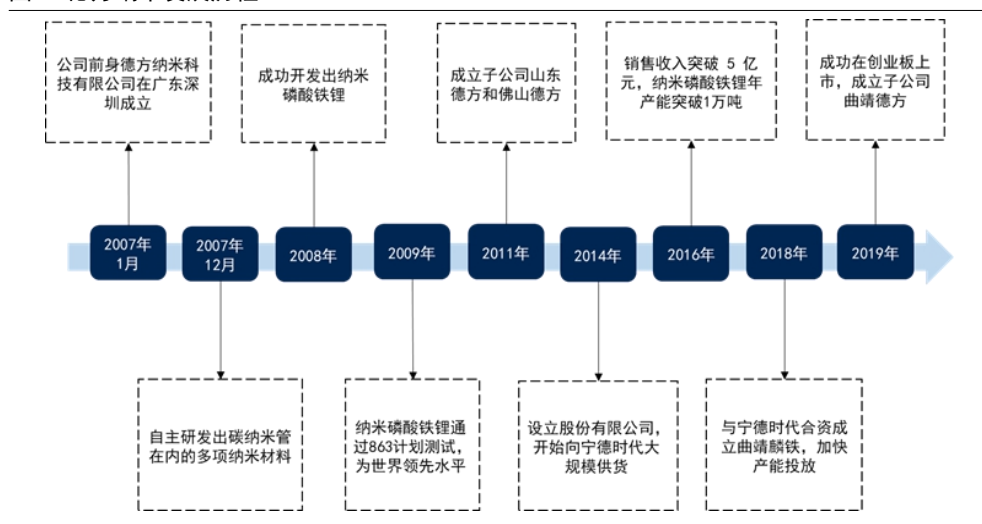 公司前身德方纳米科
技有限公司在广东深
圳成立
成功开发出纳米
磷酸铁锂
成立子公司山东
德方和佛山德方
销售收入突破 5 亿
元，纳米磷酸铁锂年
产能突破1万吨
成功在创业板上
市，成立子公司
曲靖德方
2007年
1月
2007年
12月
2008年
2009年
2011年
2014年
2016年
2018年
2019年
自主研发出碳纳米管
在内的多项纳米材料
纳米磷酸铁锂通
过863计划测试，
为世界领先水平
设立股份有限公司，
开始向宁德时代大
规模供货
与宁德时代合资成
立曲靖麟铁，加快
产能投放